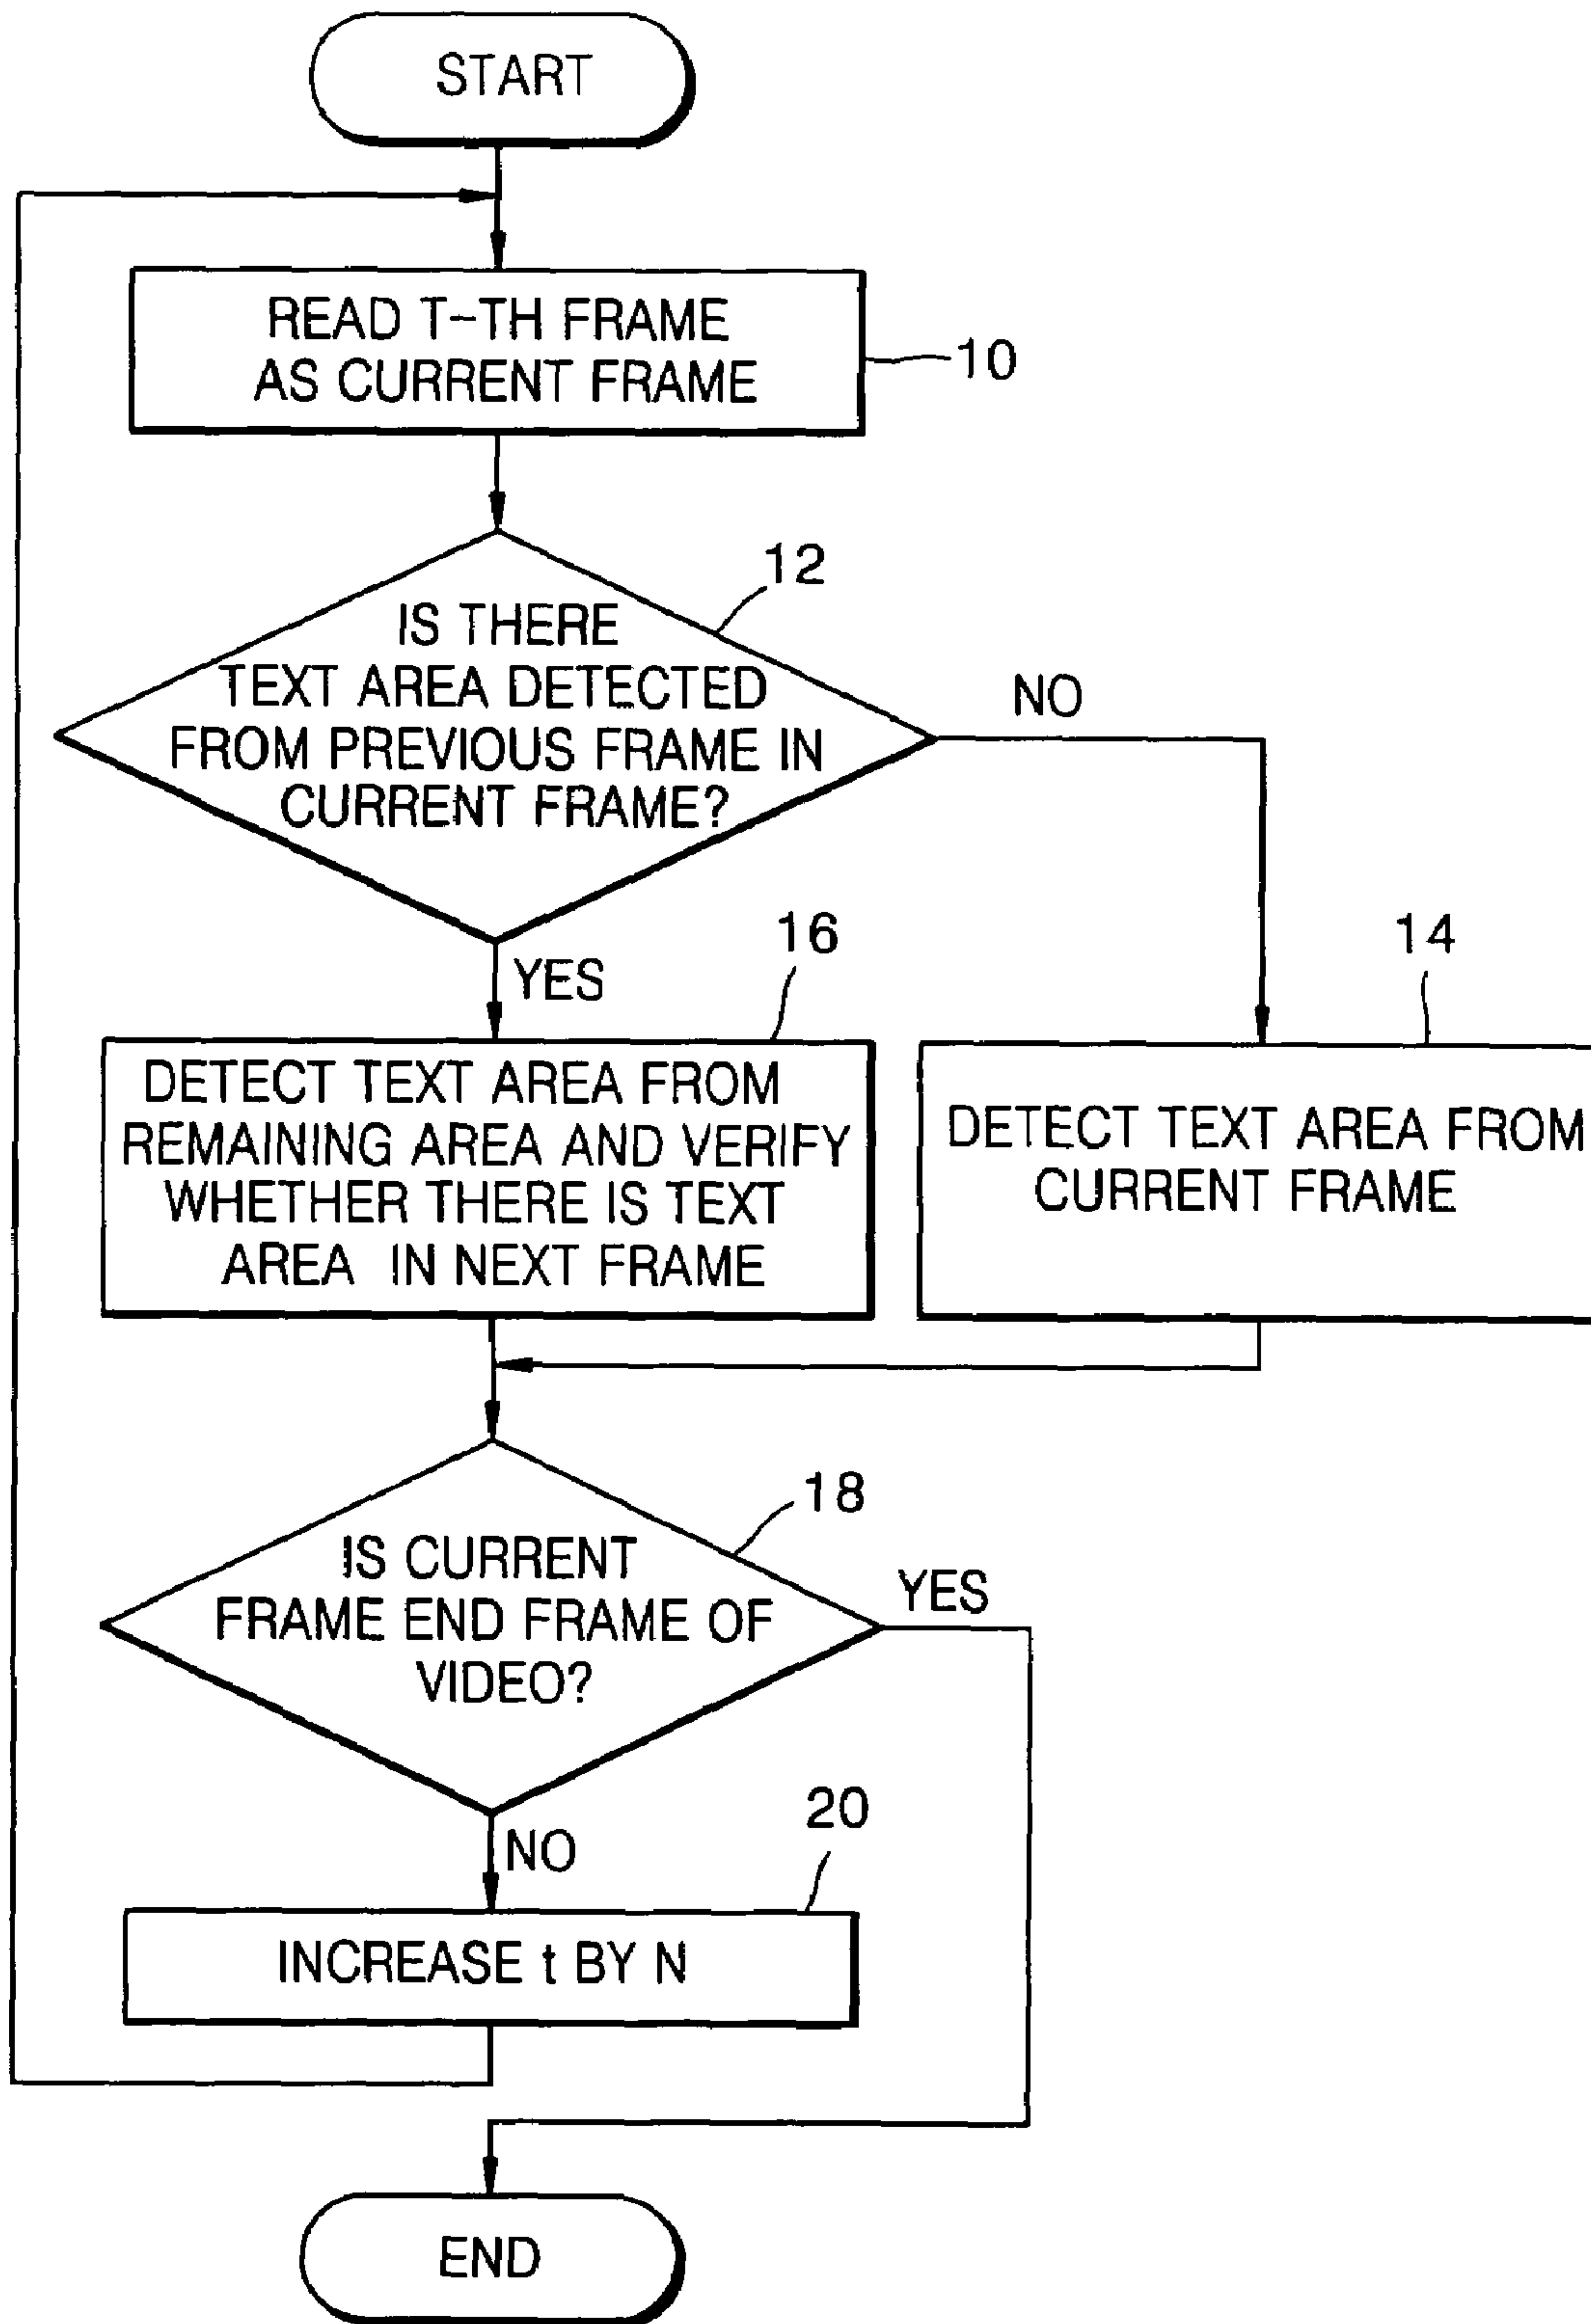 START
READ T-TH FRAME
AS CURRENT FRAME
10
12
IS THERE
TEXT AREA DETECTED
FROM PREVIOUS FRAME IN
CURRENT FRAME?
NO
YES
16
14
DETECT TEXT AREA FROM
REMAINING AREA AND VERIFY
WHETHER THERE IS TEXT
AREA IN NEXT FRAME
DETECT TEXT AREA FROM
CURRENT FRAME
18
IS CURRENT
FRAME END FRAME OF
VIDEO?
YES
NO
20
INCREASE t BY N
END